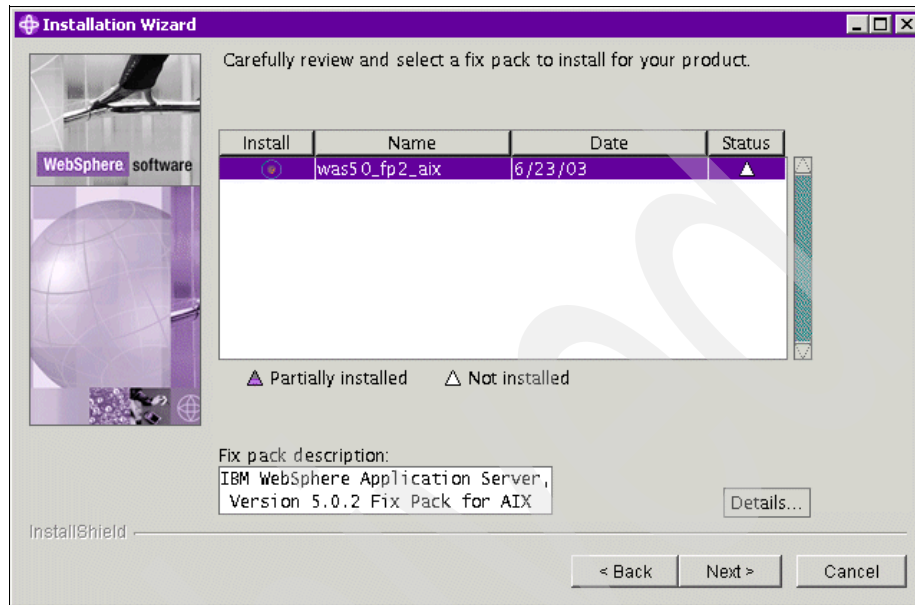 Installation Wizard
Carefully review and select a fix pack to install for your product.
WebSphere software
Install Name Date Status
was50_fp2_aix 6/23/03
Partially installed Not installed
Fix pack description:
IBM WebSphere Application Server,
Version 5.0.2 Fix Pack for AIX
Details...
InstallShield
< Back Next > Cancel